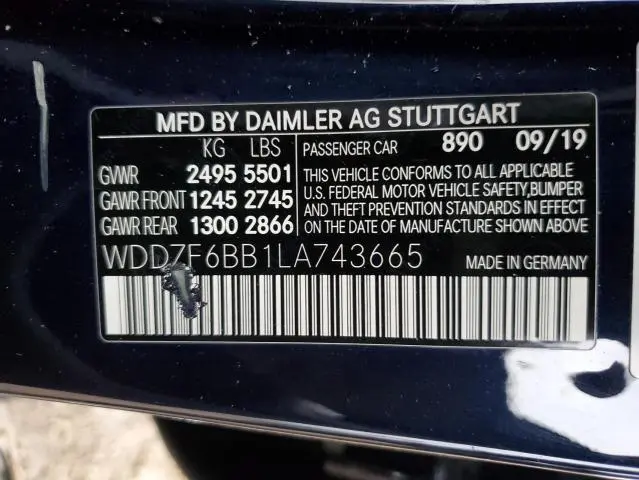 MFD BY DAIMLER AG STUTTGART
KG LBS
GVWR 2495 5501
GAWR FRONT 1245 2745
GAWR REAR 1300 2866
PASSENGER CAR 890 09/19
THIS VEHICLE CONFORMS TO ALL APPLICABLE
U.S. FEDERAL MOTOR VEHICLE SAFETY,BUMPER
AND THEFT PREVENTION STANDARDS IN EFFECT
ON THE DATE OF MANUFACTURE SHOWN ABOVE
WDDZF6BB1LA743665 MADE IN GERMANY